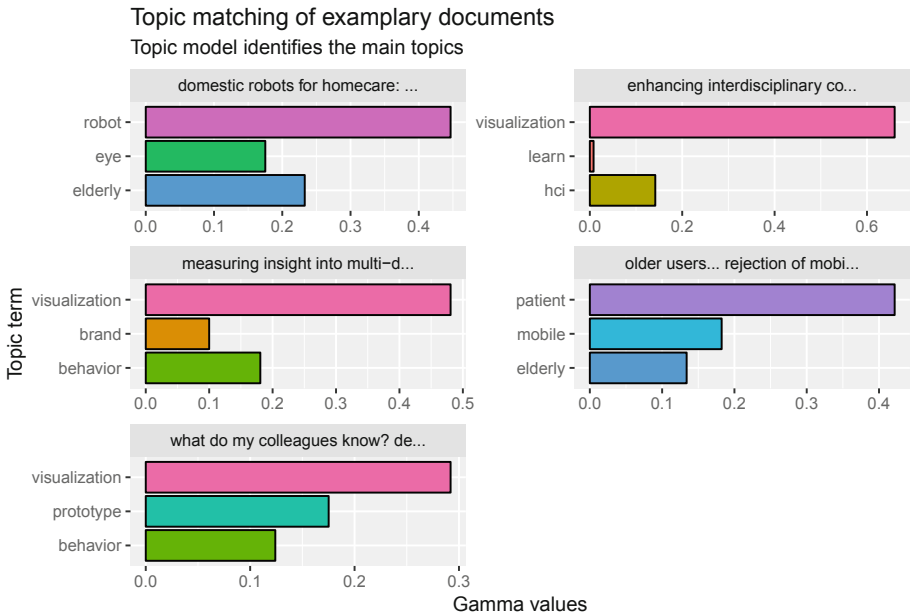 Topic matching of examplary documents
Topic model identifies the main topics
domestic robots for homecare: ...
robot
eye
elderly
0.0 0.1 0.2 0.3 0.4
enhancing interdisciplinary co...
visualization
learn
hci
0.0 0.2 0.4 0.6
measuring insight into multi−d...
visualization
brand
behavior
0.0 0.1 0.2 0.3 0.4 0.5
older users... rejection of mobi...
patient
mobile
elderly
0.0 0.2 0.4
what do my colleagues know? de...
visualization
prototype
behavior
0.0 0.1 0.2 0.3
Topic term
Gamma values